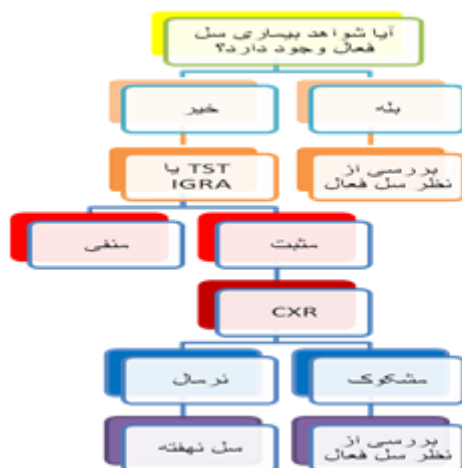 آیا شواهد بیماری سل
فعال وجود دارد؟
بله
خیر
بررسی از
نظر سل فعال
TST یا
IGRA
مثبت
منفی
CXR
مشکوک
نرمال
بررسی از
نظر سل فعال
سل نهفته